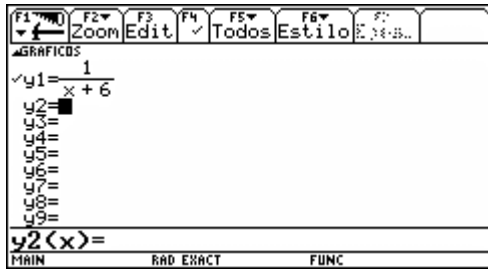 F1 F2 F3 F4 F5 F6
Zoom Edit ✓ Todos Estilo
GRAFICOS
✓y1=1/(x + 6)
y2=
y3=
y4=
y5=
y6=
y7=
y8=
y9=
y2(x)=
MAIN RAD EXACT FUNC